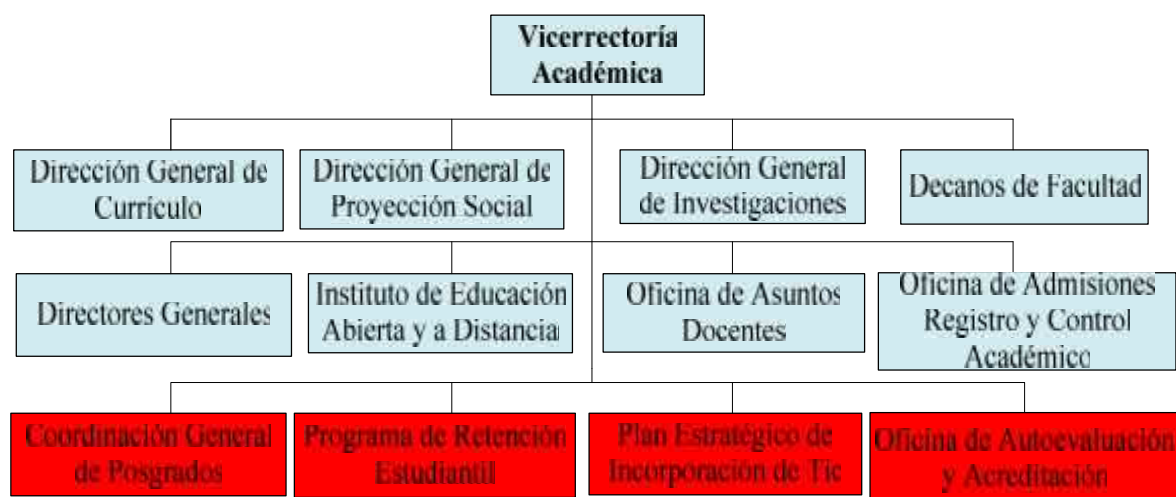 Vicerrectoría
Académica
Dirección General de
Currículo
Dirección General de
Proyección Social
Dirección General
de Investigaciones
Decanos de Facultad
Directores Generales
Instituto de Educación
Abierta y a Distancia
Oficina de Asuntos
Docentes
Oficina de Admisiones
Registro y Control
Académico
Coordinación General
de Posgrados
Programa de Retención
Estudiantil
Plan Estratégico de
Incorporación de Tic
Oficina de Autoevaluación
y Acreditación